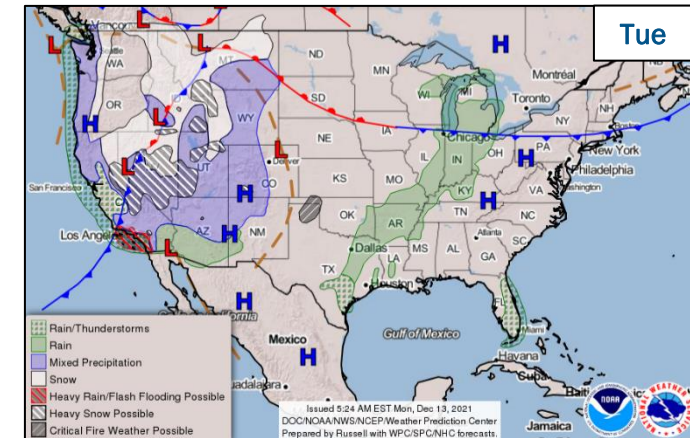 Tue
Vancouver
L
L
L
H
Seattle
WA
MT
ND
MN
Montréal
OR
SD
WI
MI
Toronto
NH
L
H
WY
IA
Chicago
NY
New York
NE
IL
IN
OH
PA
H
Philadelphia
L
UT
L
Denver
CO
KS
MO
KY
VA
Washington
San Francisco
H
H
CA
AZ
H
NM
OK
AR
TN
NC
Atlanta
SC
Los Angeles
L
Dallas
MS
AL
GA
TX
LA
Houston
FL
Miami
H
Gulf of Mexico
Havana
Mexico
H
Cuba
Jamaica
Rain/Thunderstorms
Rain
Mixed Precipitation
Snow
Heavy Rain/Flash Flooding Possible
Heavy Snow Possible
Critical Fire Weather Possible
Issued 5:24 AM EST Mon, Dec 13, 2021
DOC/NOAA/NWS/NCEP/Weather Prediction Center
Prepared by Russell with WPC/SPC/NHC forecasts.
NOAA